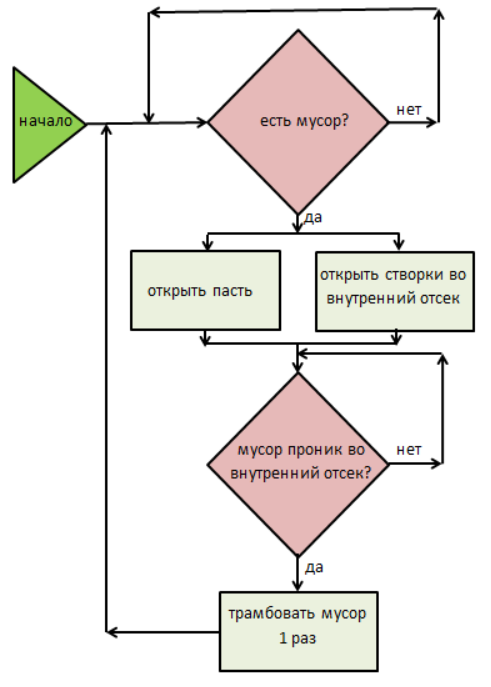 начало
есть мусор?
нет
да
открыть пасть
открыть створки во
внутренний отсек
мусор проник во
внутренний отсек?
нет
да
трамбовать мусор
1 раз